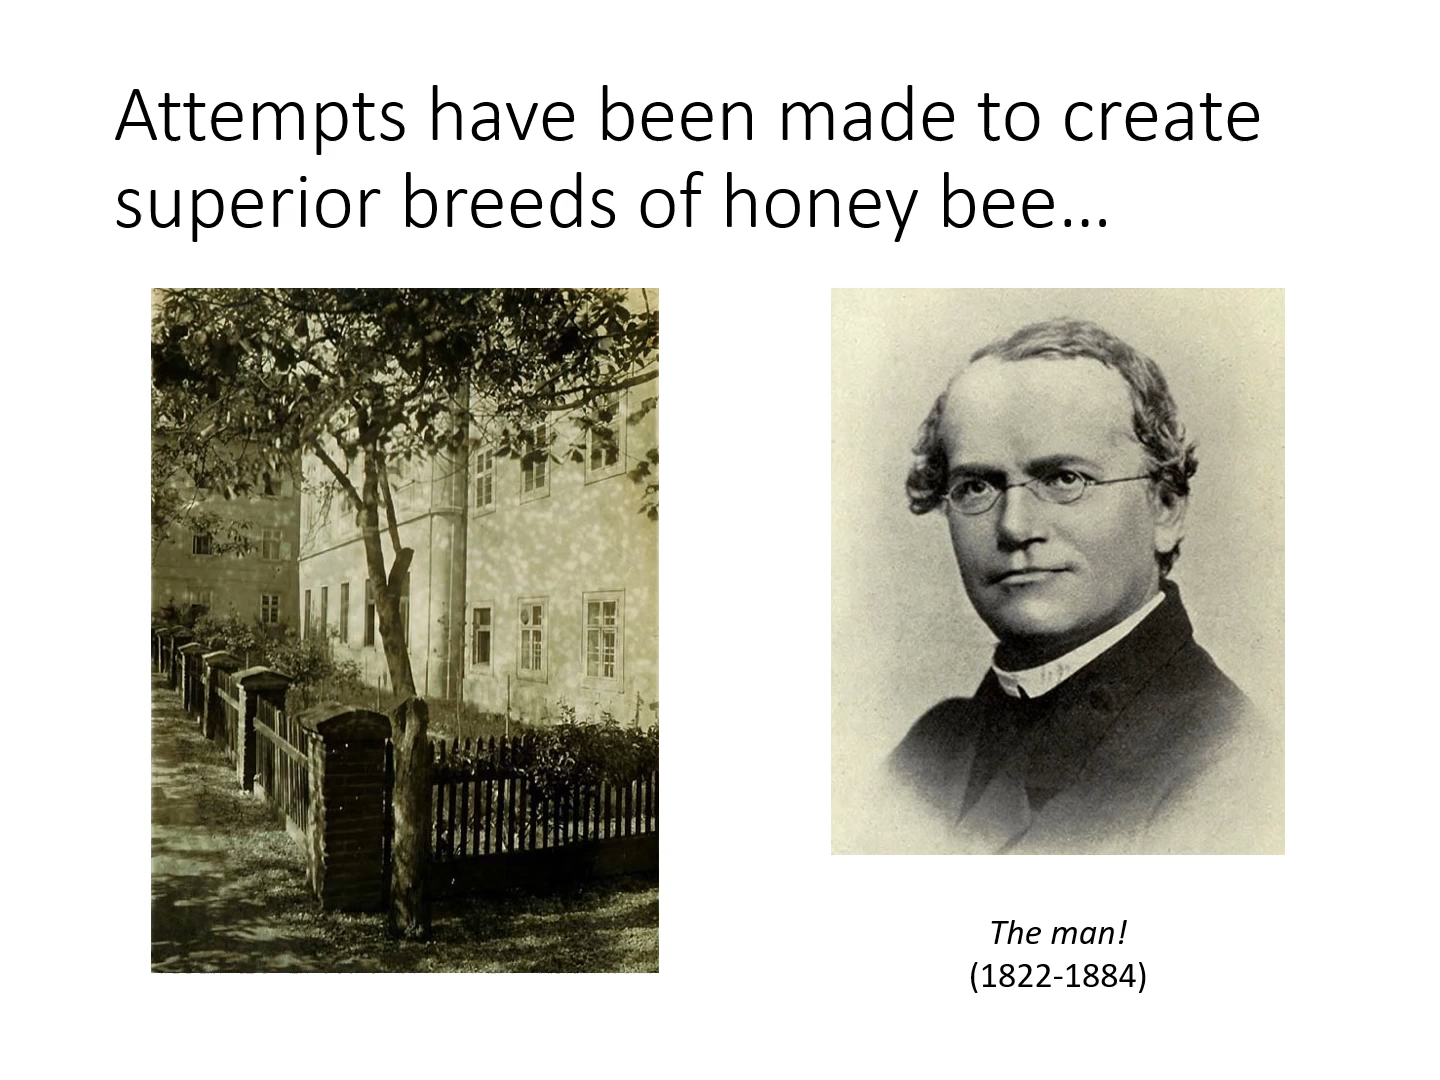 Attempts have been made to create
superior breeds of honey bee…
The man!
(1822-1884)